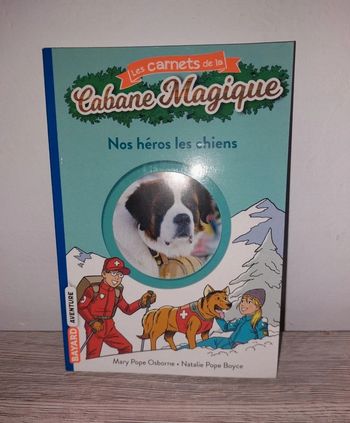 Les carnets de la
Cabane Magique
Nos héros les chiens
BAYARD AVENTURE
Mary Pope Osborne • Natalie Pope Boyce